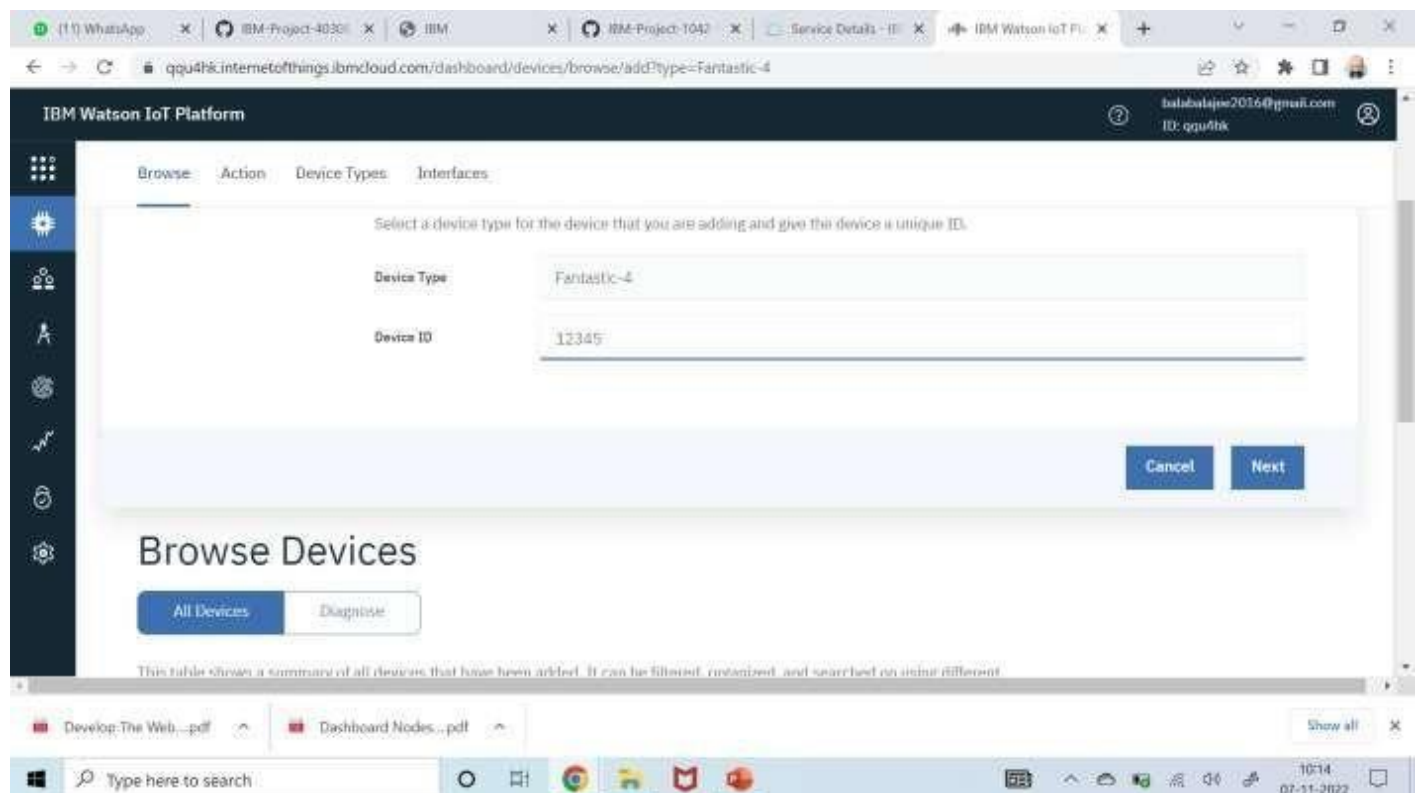 (11) WhatsApp
IBM-Project-4030
IBM
IBM-Project-1042
Service Details - I
IBM Watson IoT Pl
qqu4hk.internetofthings.ibmcloud.com/dashboard/devices/browse/add?type=Fantastic-4
IBM Watson IoT Platform
balabalajee2016@gmail.com
ID: qqu4hk
Browse Action Device Types Interfaces
Select a device type for the device that you are adding and give the device a unique ID.
Device Type Fantastic-4
Device ID 12345
Cancel Next
Browse Devices
All Devices Diagnose
This table shows a summary of all devices that have been added. It can be filtered, organized, and searched on using different
Develop The Web....pdf Dashboard Nodes....pdf Show all
Type here to search
10:14
07-11-2022